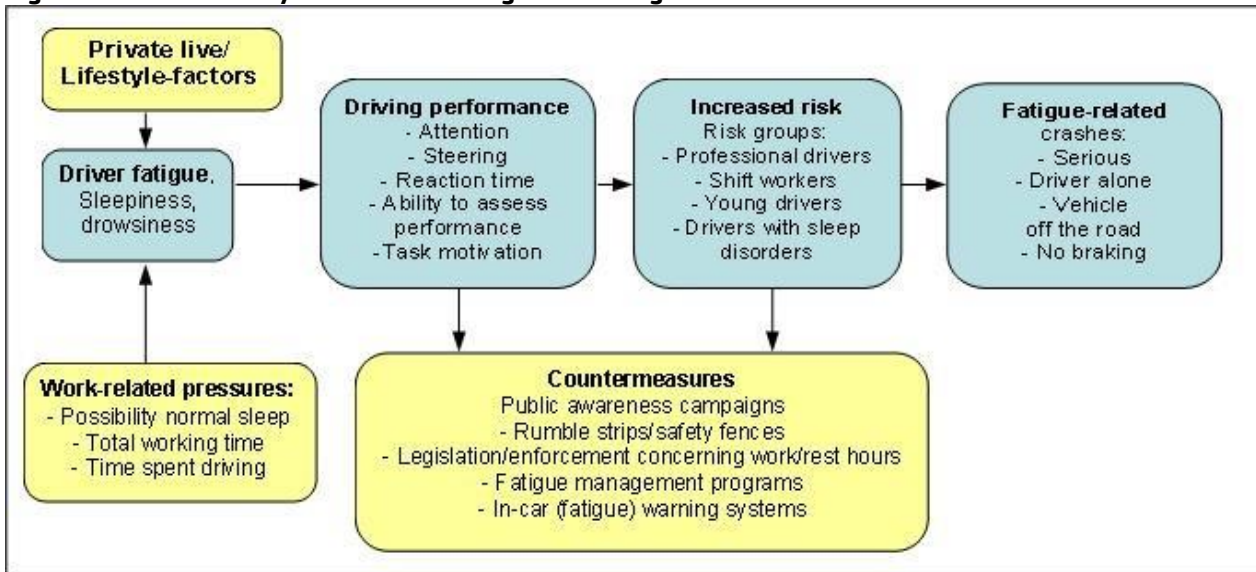 Private live/
Lifestyle-factors
Driver fatigue,
Sleepiness,
drowsiness
Work-related pressures:
- Possibility normal sleep
- Total working time
- Time spent driving
Driving performance
- Attention
- Steering
- Reaction time
- Ability to assess
performance
- Task motivation
Increased risk
Risk groups:
- Professional drivers
- Shift workers
- Young drivers
- Drivers with sleep
disorders
Fatigue-related
crashes:
- Serious
- Driver alone
- Vehicle
off the road
- No braking
Countermeasures
Public awareness campaigns
- Rumble strips/safety fences
- Legislation/enforcement concerning work/rest hours
- Fatigue management programs
- In-car (fatigue) warning systems